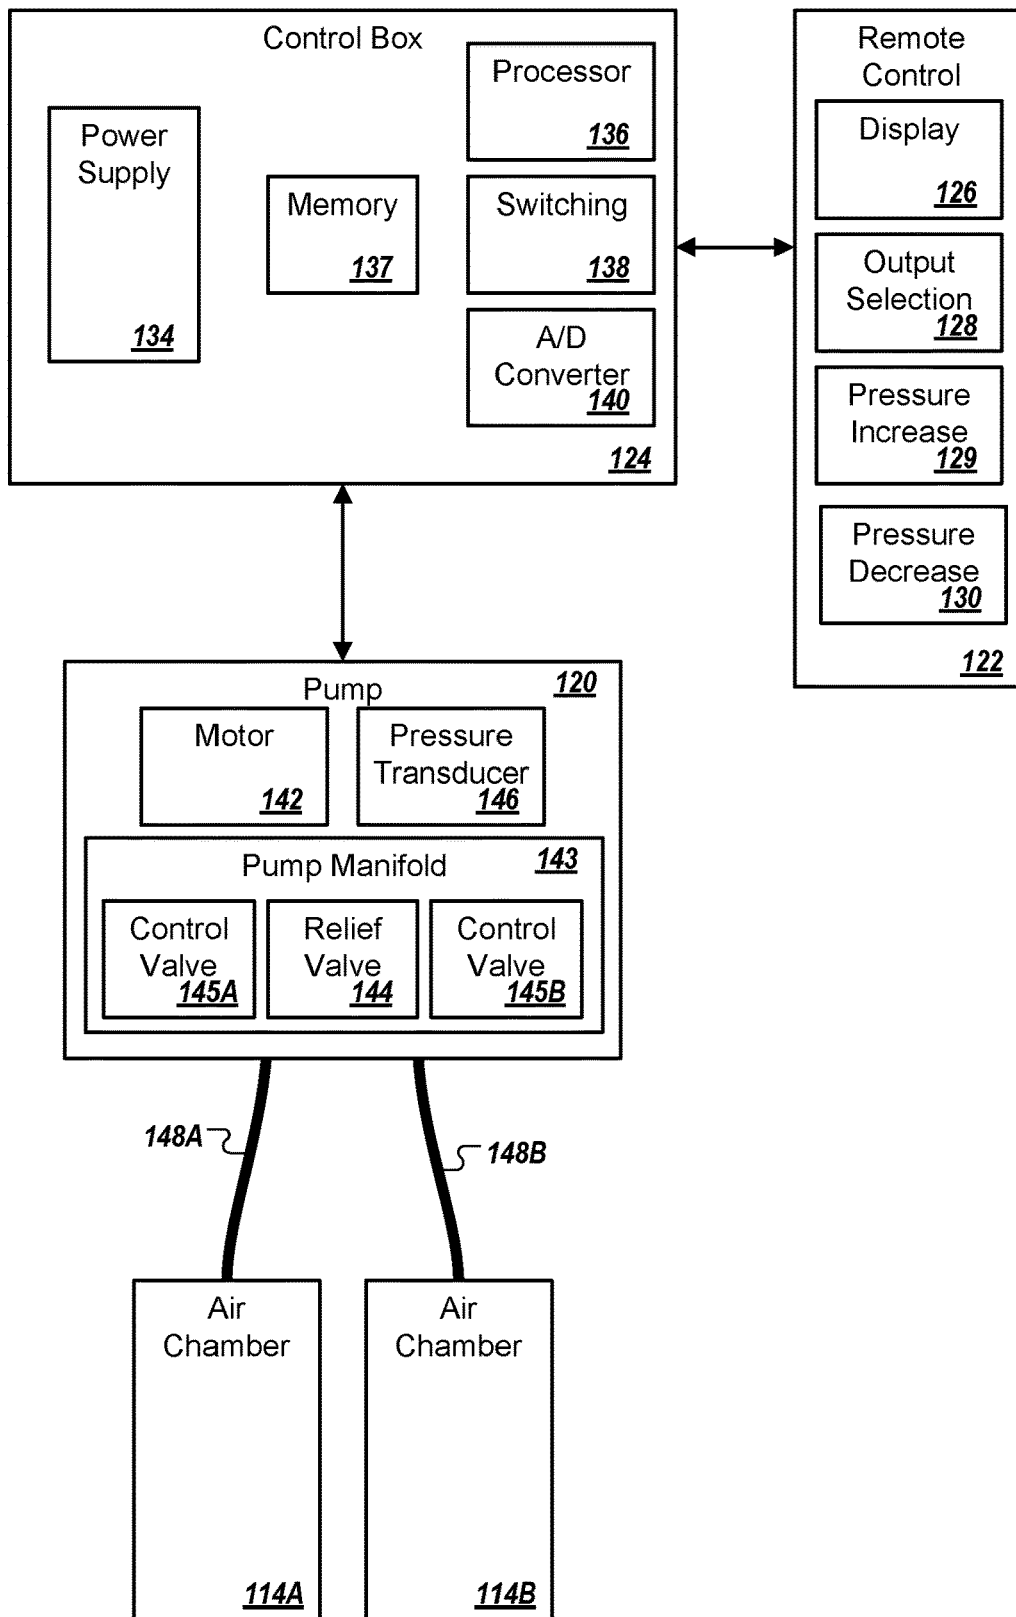 Control Box
Power
Supply
134
Memory
137
Processor
136
Switching
138
A/D
Converter
140
124
Remote
Control
Display
126
Output
Selection
128
Pressure
Increase
129
Pressure
Decrease
130
122
Pump
120
Motor
142
Pressure
Transducer
146
Pump Manifold
143
Control
Valve
145A
Relief
Valve
144
Control
Valve
145B
148A
148B
Air
Chamber
114A
Air
Chamber
114B